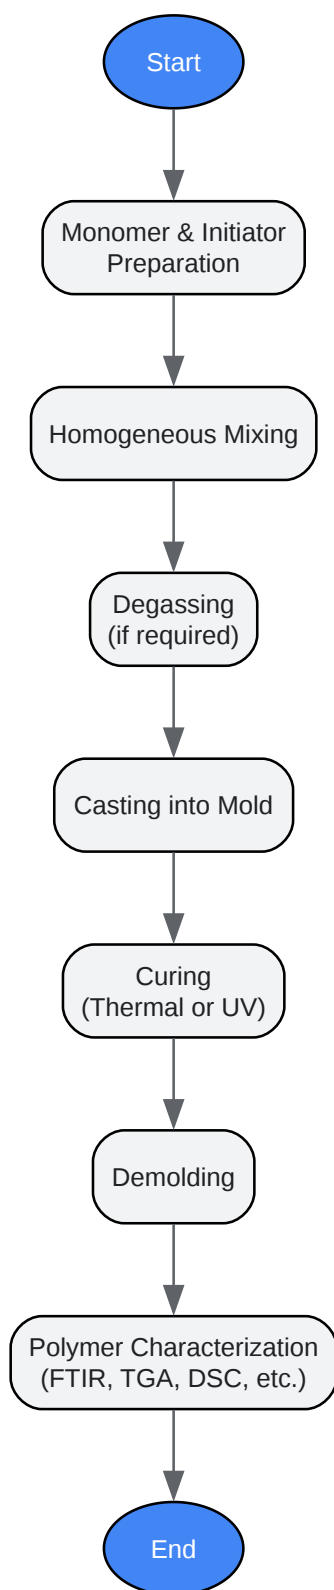 Start
Monomer & Initiator
Preparation
Homogeneous Mixing
Degassing
(if required)
Casting into Mold
Curing
(Thermal or UV)
Demolding
Polymer Characterization
(FTIR, TGA, DSC, etc.)
End